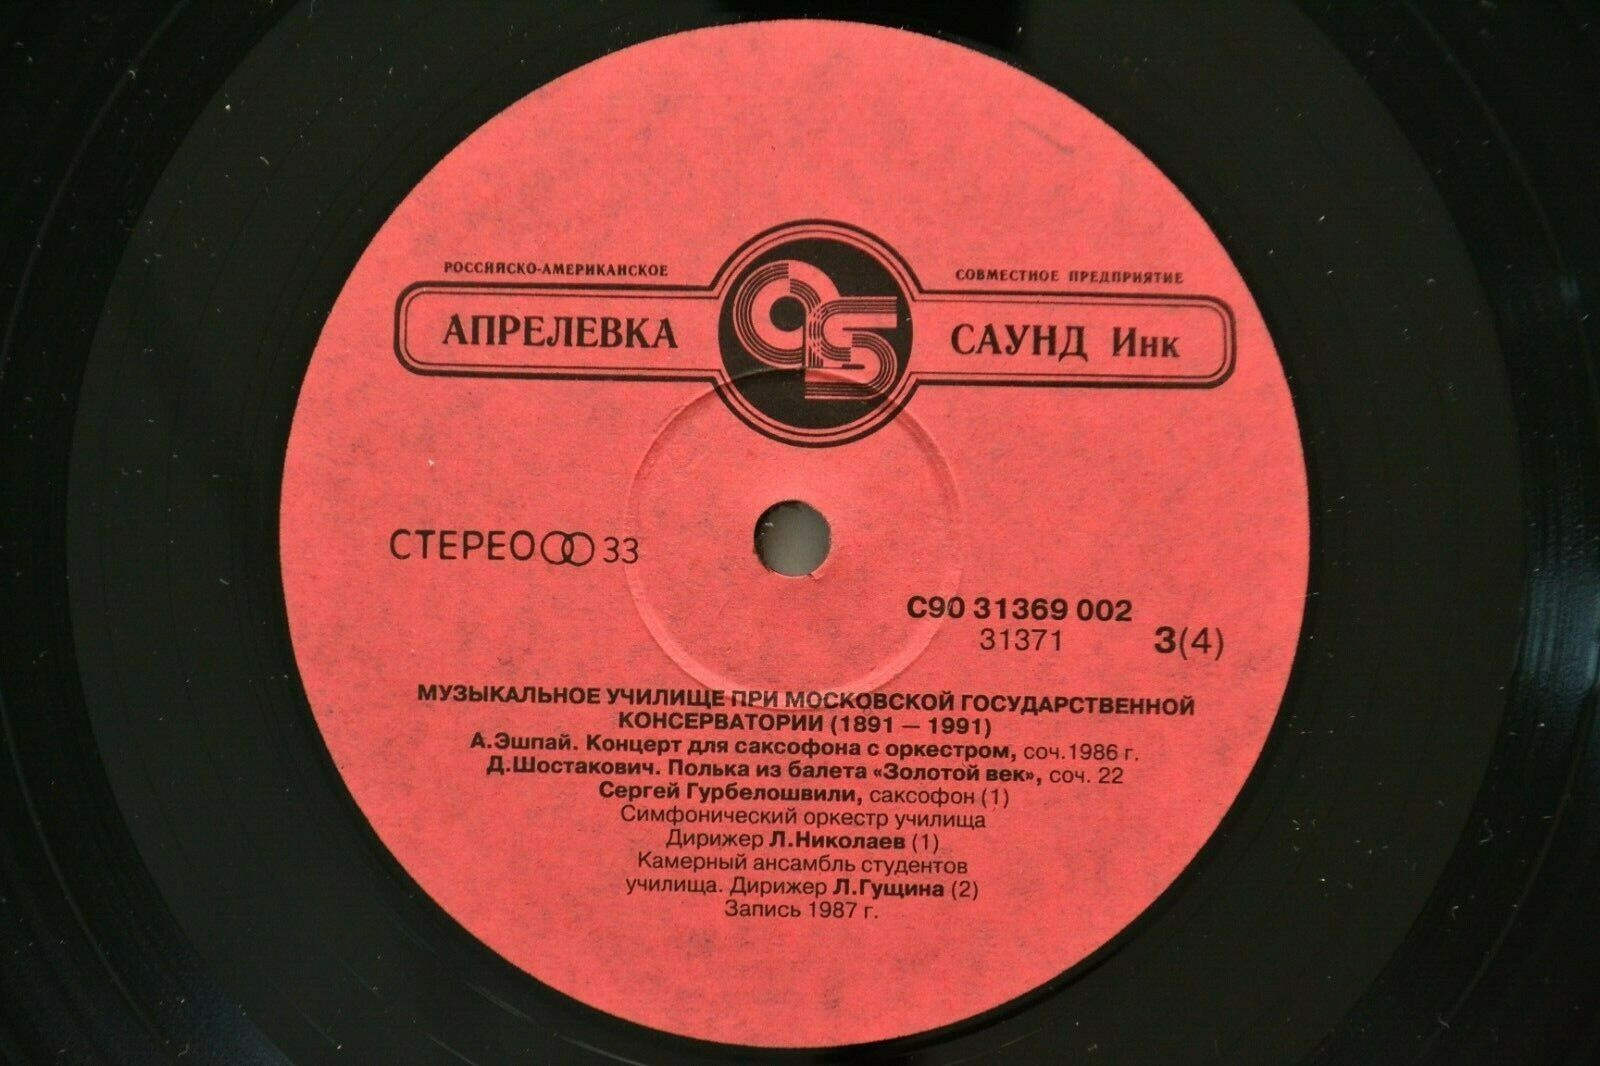 РОССИЙСКО-АМЕРИКАНСКОЕ СОВМЕСТНОЕ ПРЕДПРИЯТИЕ
АПРЕЛЕВКА САУНД Инк
СТЕРЕО 33
С90 31369 002
31371 3(4)
МУЗЫКАЛЬНОЕ УЧИЛИЩЕ ПРИ МОСКОВСКОЙ ГОСУДАРСТВЕННОЙ
КОНСЕРВАТОРИИ (1891 — 1991)
А.Эшпай. Концерт для саксофона с оркестром, соч.1986 г.
Д.Шостакович. Полька из балета «Золотой век», соч. 22
Сергей Гурбелошвили, саксофон (1)
Симфонический оркестр училища
Дирижер Л.Николаев (1)
Камерный ансамбль студентов
училища. Дирижер Л.Гущина (2)
Запись 1987 г.